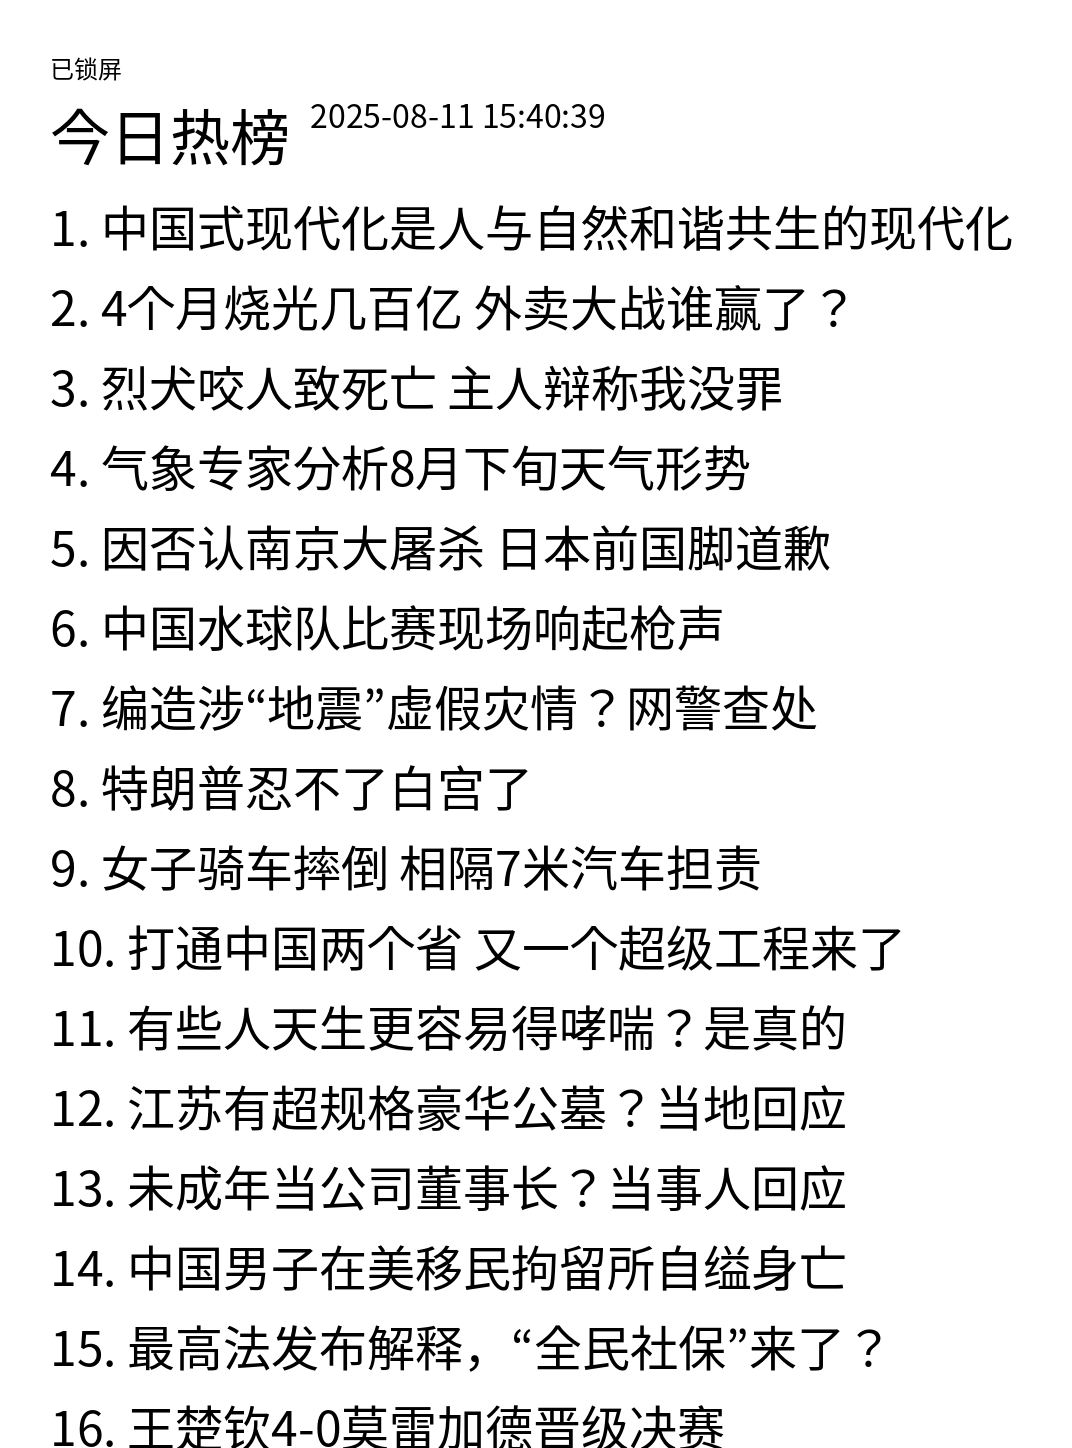 已锁屏
今日热榜 2025-08-11 15:40:39
1. 中国式现代化是人与自然和谐共生的现代化
2. 4个月烧光几百亿 外卖大战谁赢了？
3. 烈犬咬人致死亡 主人辩称我没罪
4. 气象专家分析8月下旬天气形势
5. 因否认南京大屠杀 日本前国脚道歉
6. 中国水球队比赛现场响起枪声
7. 编造涉“地震”虚假灾情？网警查处
8. 特朗普忍不了白宫了
9. 女子骑车摔倒 相隔7米汽车担责
10. 打通中国两个省 又一个超级工程来了
11. 有些人天生更容易得哮喘？是真的
12. 江苏有超规格豪华公墓？当地回应
13. 未成年当公司董事长？当事人回应
14. 中国男子在美移民拘留所自缢身亡
15. 最高法发布解释，“全民社保”来了？
16. 王楚钦4-0莫雷加德晋级决赛